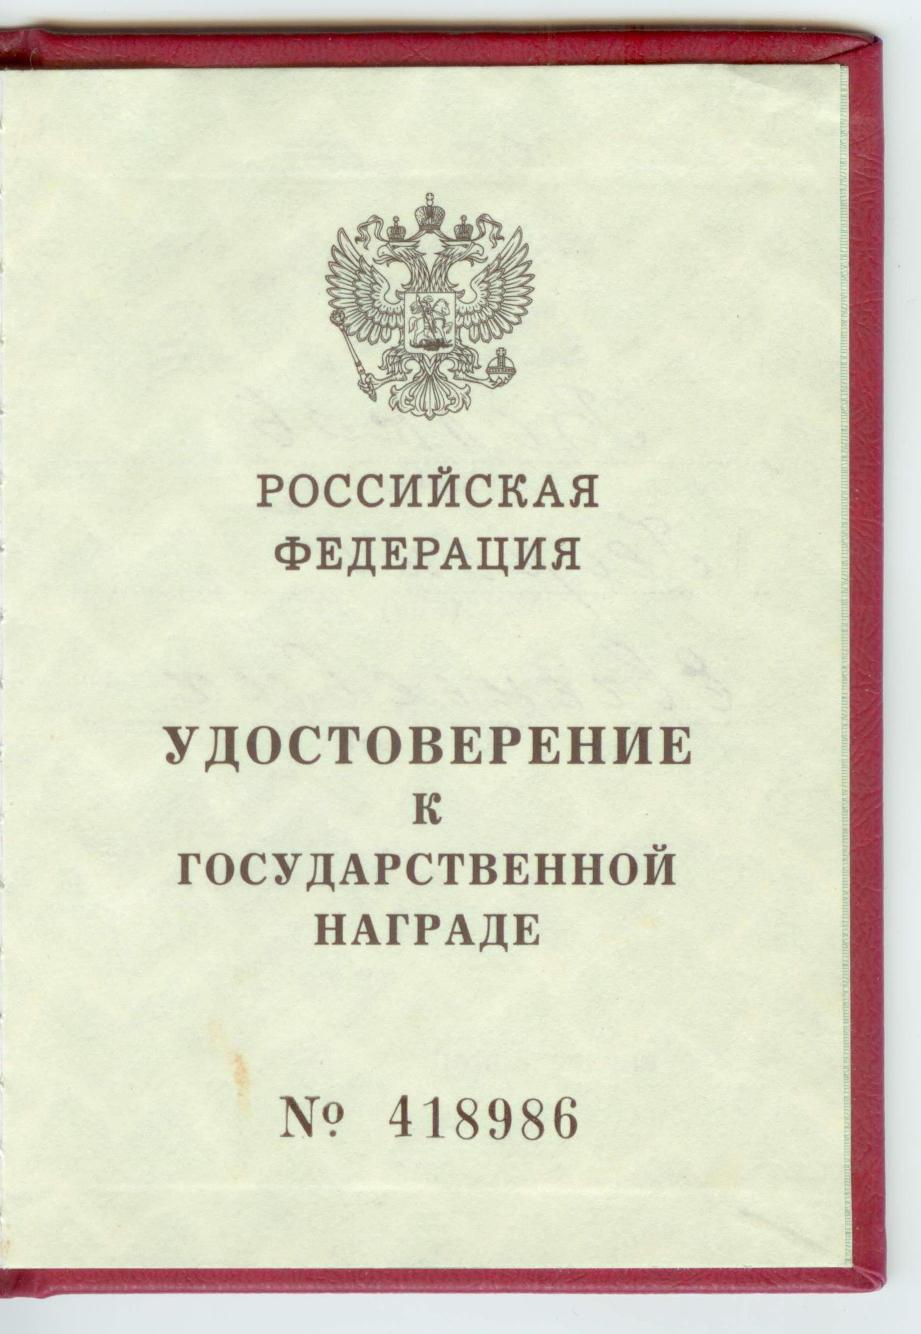 РОССИЙСКАЯ
ФЕДЕРАЦИЯ
УДОСТОВЕРЕНИЕ
К
ГОСУДАРСТВЕННОЙ
НАГРАДЕ
№ 418986